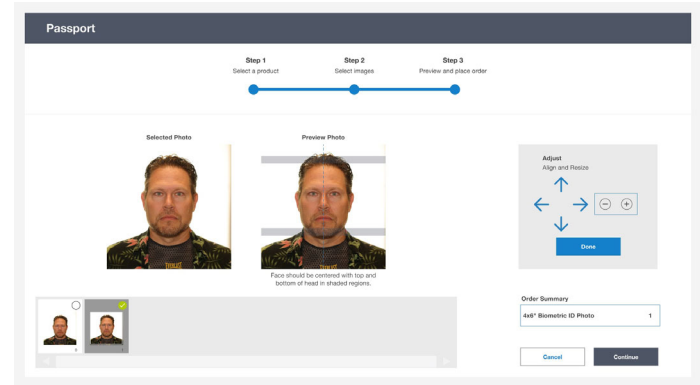 Passport
Step 1
Select a product
Step 2
Select images
Step 3
Preview and place order
Selected Photo
Preview Photo
Face should be centered with top and
bottom of head in shaded regions.
Adjust
Align and Resize
Done
Order Summary
4x6" Biometric ID Photo 1
Cancel
Continue